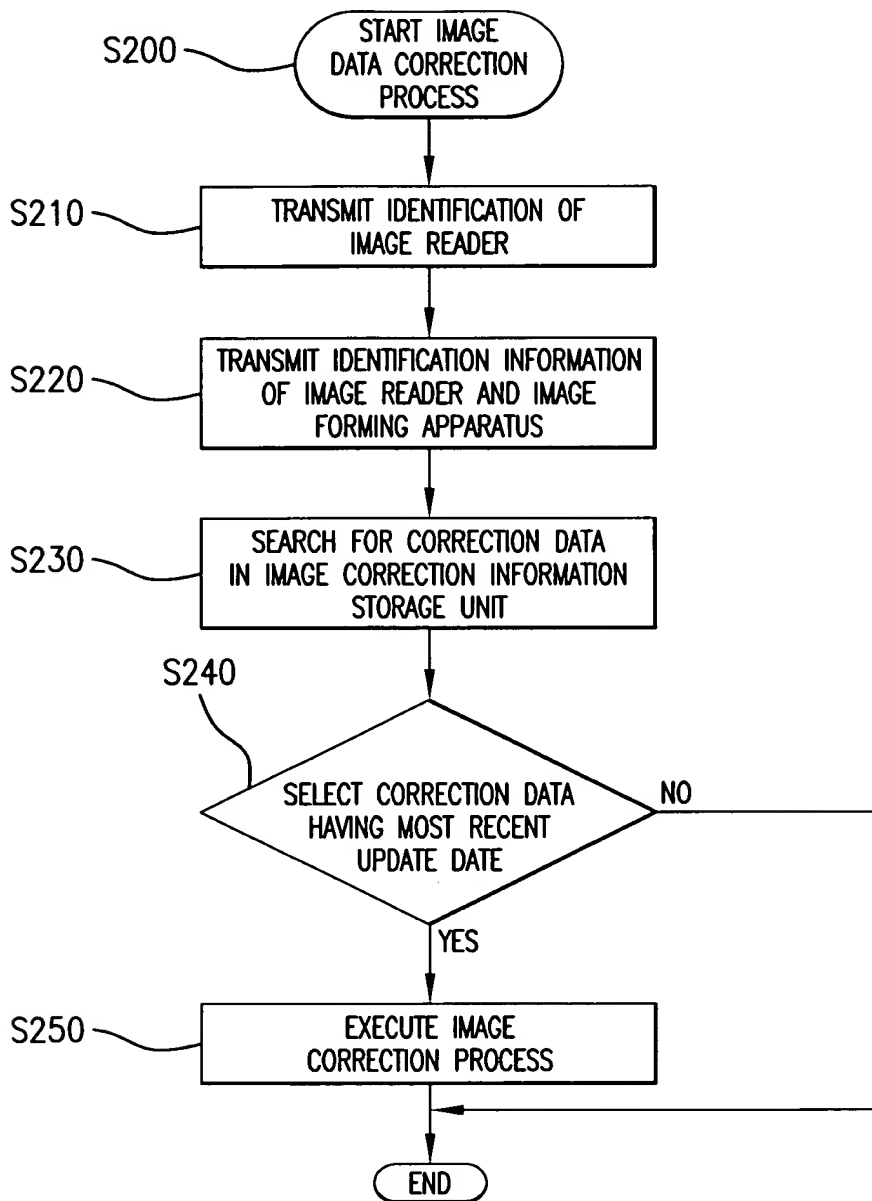 S200
START IMAGE
DATA CORRECTION
PROCESS
S210
TRANSMIT IDENTIFICATION OF
IMAGE READER
S220
TRANSMIT IDENTIFICATION INFORMATION
OF IMAGE READER AND IMAGE
FORMING APPARATUS
S230
SEARCH FOR CORRECTION DATA
IN IMAGE CORRECTION INFORMATION
STORAGE UNIT
S240
SELECT CORRECTION DATA
HAVING MOST RECENT
UPDATE DATE
NO
YES
S250
EXECUTE IMAGE
CORRECTION PROCESS
END